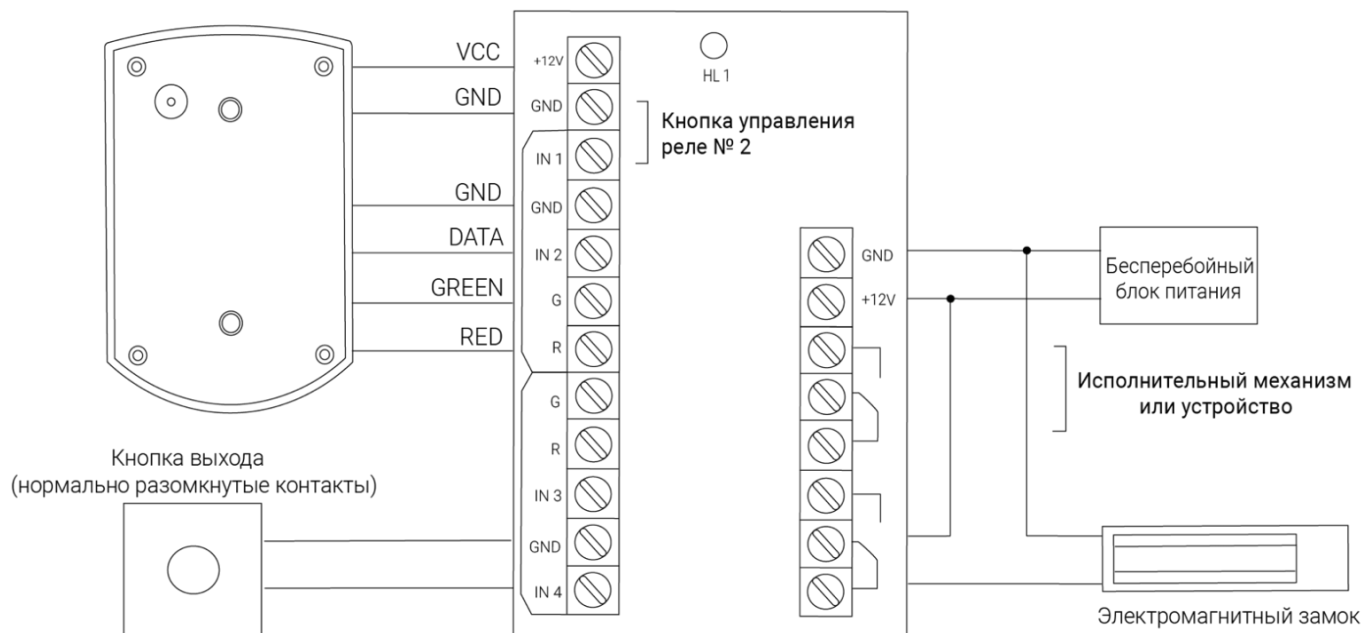 VCC
GND
GND
DATA
GREEN
RED
+12V
GND
IN 1
GND
IN 2
G
R
G
R
IN 3
GND
IN 4
HL 1
Кнопка управления
реле № 2
GND
+12V
Бесперебойный
блок питания
Исполнительный механизм
или устройство
Кнопка выхода
(нормально разомкнутые контакты)
Электромагнитный замок